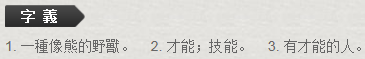 字義
1. 一種像熊的野獸。 2. 才能；技能。 3. 有才能的人。